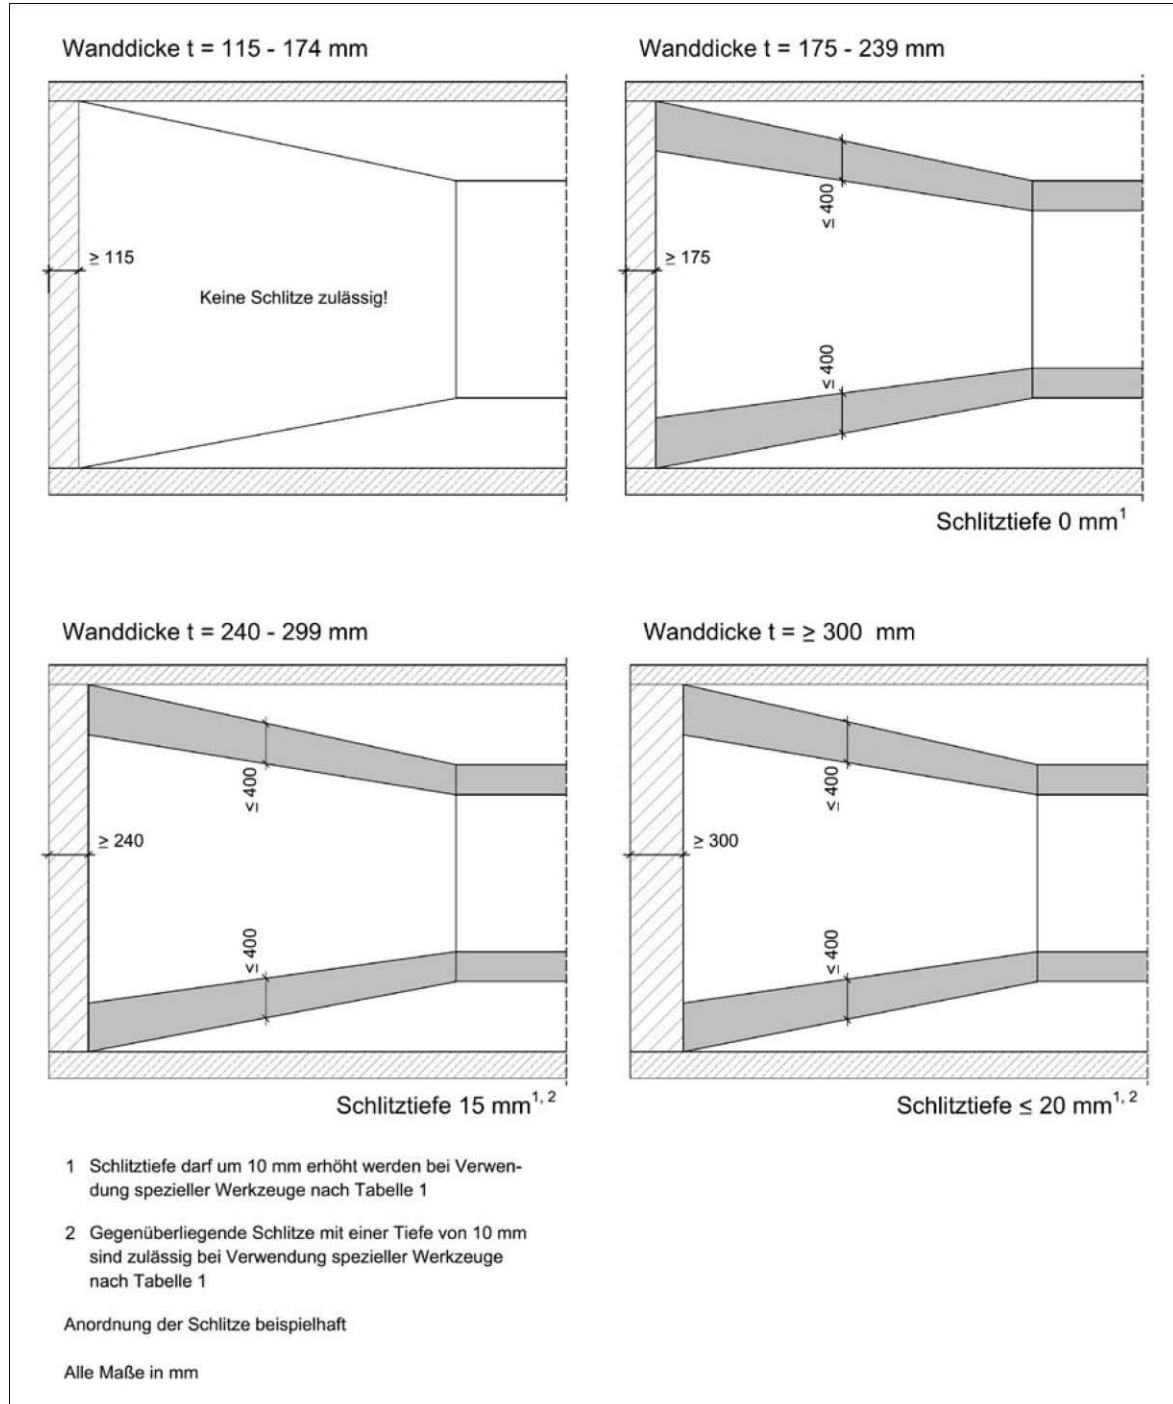 Wanddicke t = 115 - 174 mm
≥ 115
Keine Schlitze zulässig!
Wanddicke t = 175 - 239 mm
≤ 400
≥ 175
≤ 400
Schlitztiefe 0 mm¹
Wanddicke t = 240 - 299 mm
≤ 400
≥ 240
≤ 400
Schlitztiefe 15 mm¹, ²
Wanddicke t = ≥ 300 mm
≤ 400
≥ 300
≤ 400
Schlitztiefe ≤ 20 mm¹, ²
1 Schlitztiefe darf um 10 mm erhöht werden bei Verwen-
dung spezieller Werkzeuge nach Tabelle 1
2 Gegenüberliegende Schlitze mit einer Tiefe von 10 mm
sind zulässig bei Verwendung spezieller Werkzeuge
nach Tabelle 1
Anordnung der Schlitze beispielhaft
Alle Maße in mm